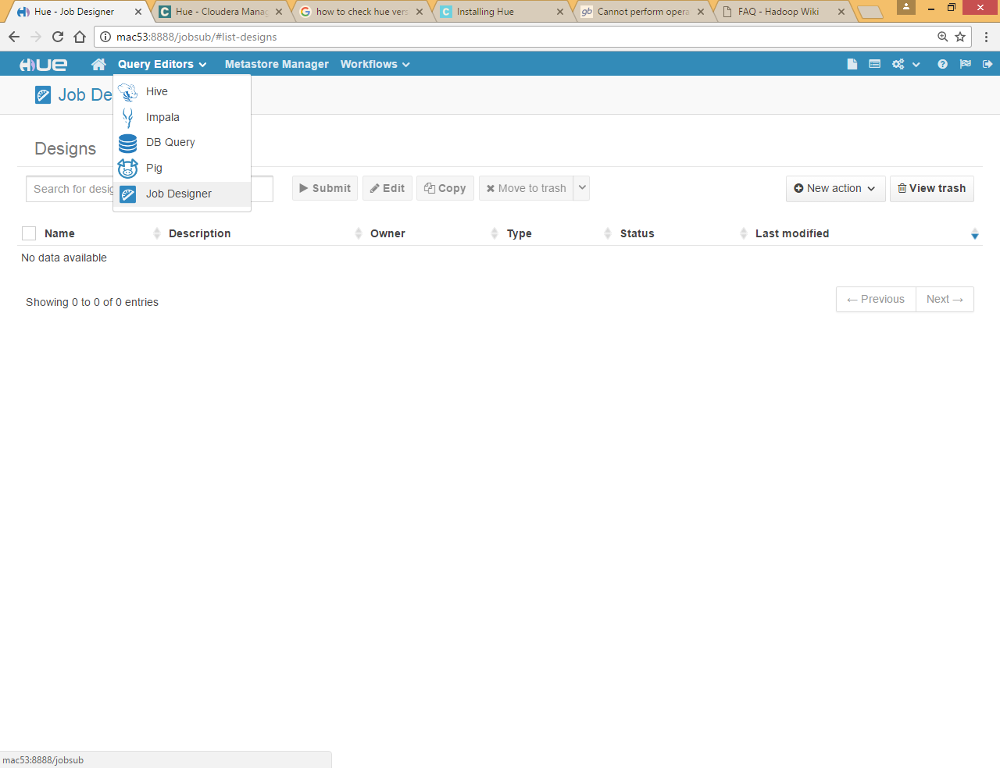 Hue - Job Designer
Hue - Cloudera Manag
how to check hue vers
Installing Hue
gb Cannot perform opera
FAQ - Hadoop Wiki
mac53:8888/jobsub/#list-designs
HUE Query Editors Metastore Manager Workflows
Job De
Hive
Impala
DB Query
Pig
Job Designer
Designs
Search for desig
Submit Edit Copy Move to trash New action View trash
Name Description Owner Type Status Last modified
No data available
Showing 0 to 0 of 0 entries
← Previous Next →
mac53:8888/jobsub